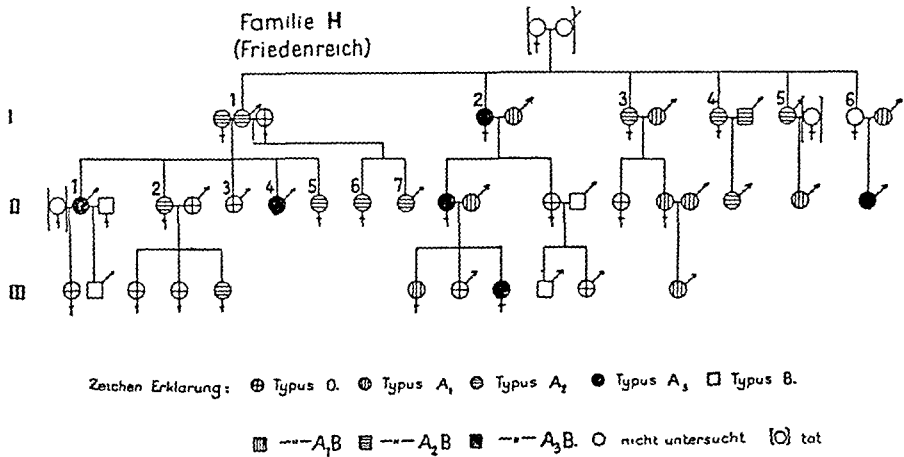 Familie H
(Friedenreich)
I 1 2 3 4 5 6
II 1 2 3 4 5 6 7
III
Zeichen Erklarung: Typus O. Typus A₁ Typus A₂ Typus A₃ Typus B.
—"—A₁B —"—A₂B —"—A₃B. nicht untersucht [O] tot